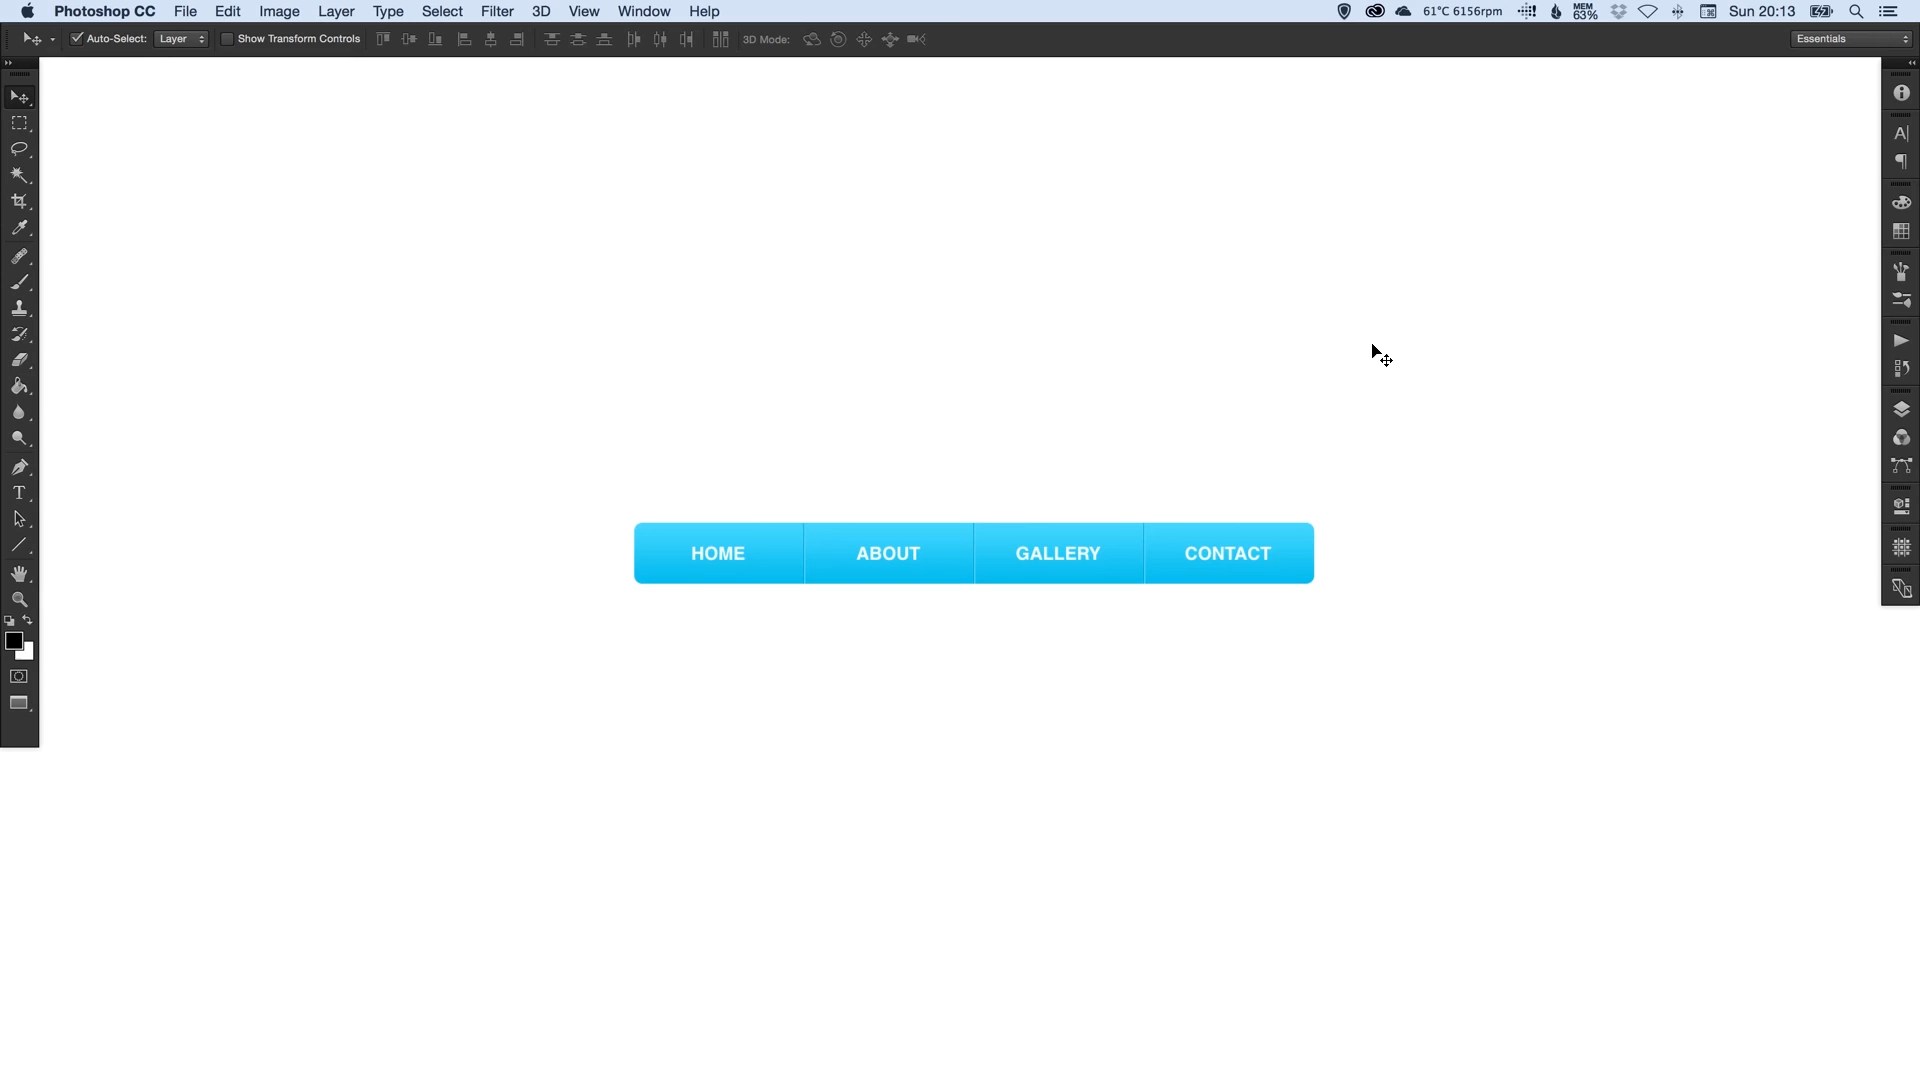 Photoshop CC File Edit Image Layer Type Select Filter 3D View Window Help 61°C 6156rpm MEM 63% Sun 20:13
Auto-Select: Layer Show Transform Controls 3D Mode: Essentials
HOME ABOUT GALLERY CONTACT